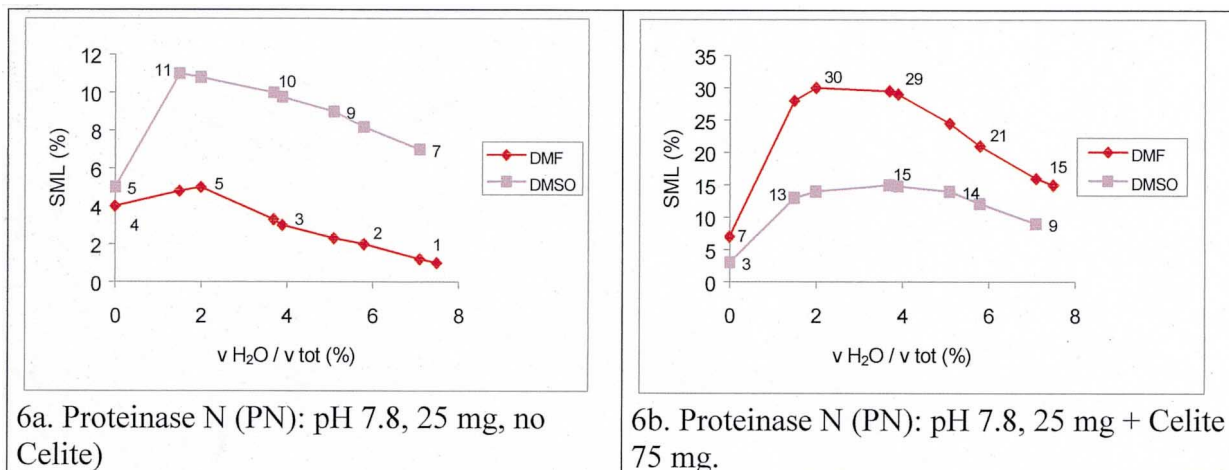 12
10
8
6
4
2
0
SML (%)
11
10
9
7
5
4
5
3
2
1
0 2 4 6 8
v H₂O / v tot (%)
DMF
DMSO
6a. Proteinase N (PN): pH 7.8, 25 mg, no
Celite)
35
30
25
20
15
10
5
0
SML (%)
30
29
21
15
7
13
15
14
9
3
0 2 4 6 8
v H₂O / v tot (%)
DMF
DMSO
6b. Proteinase N (PN): pH 7.8, 25 mg + Celite
75 mg.